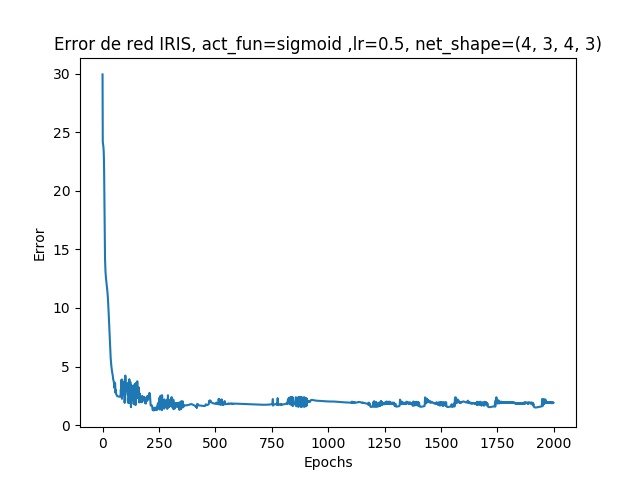 Error de red IRIS, act_fun=sigmoid ,lr=0.5, net_shape=(4, 3, 4, 3)
30
25
20
15
10
5
0
Error
0 250 500 750 1000 1250 1500 1750 2000
Epochs